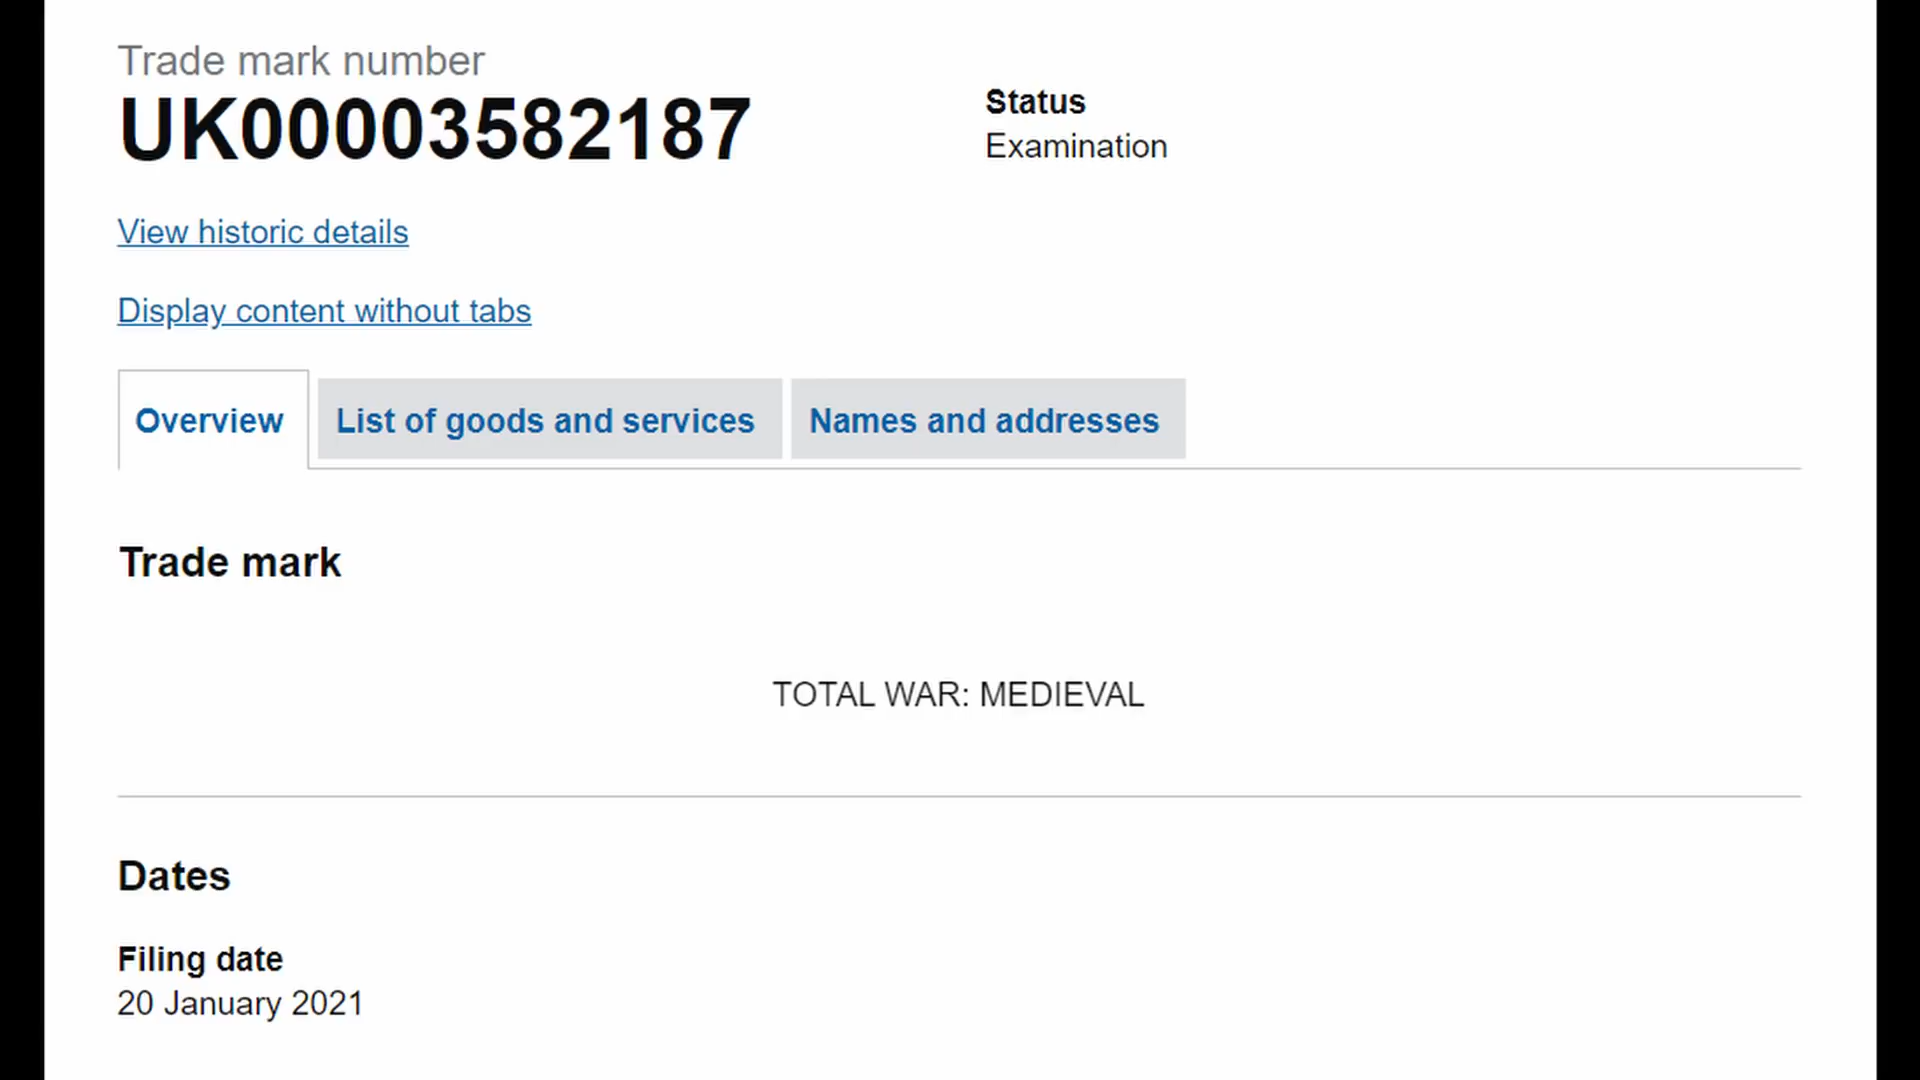 Trade mark number
UK00003582187
Status
Examination
View historic details
Display content without tabs
Overview
List of goods and services
Names and addresses
Trade mark
TOTAL WAR: MEDIEVAL
Dates
Filing date
20 January 2021